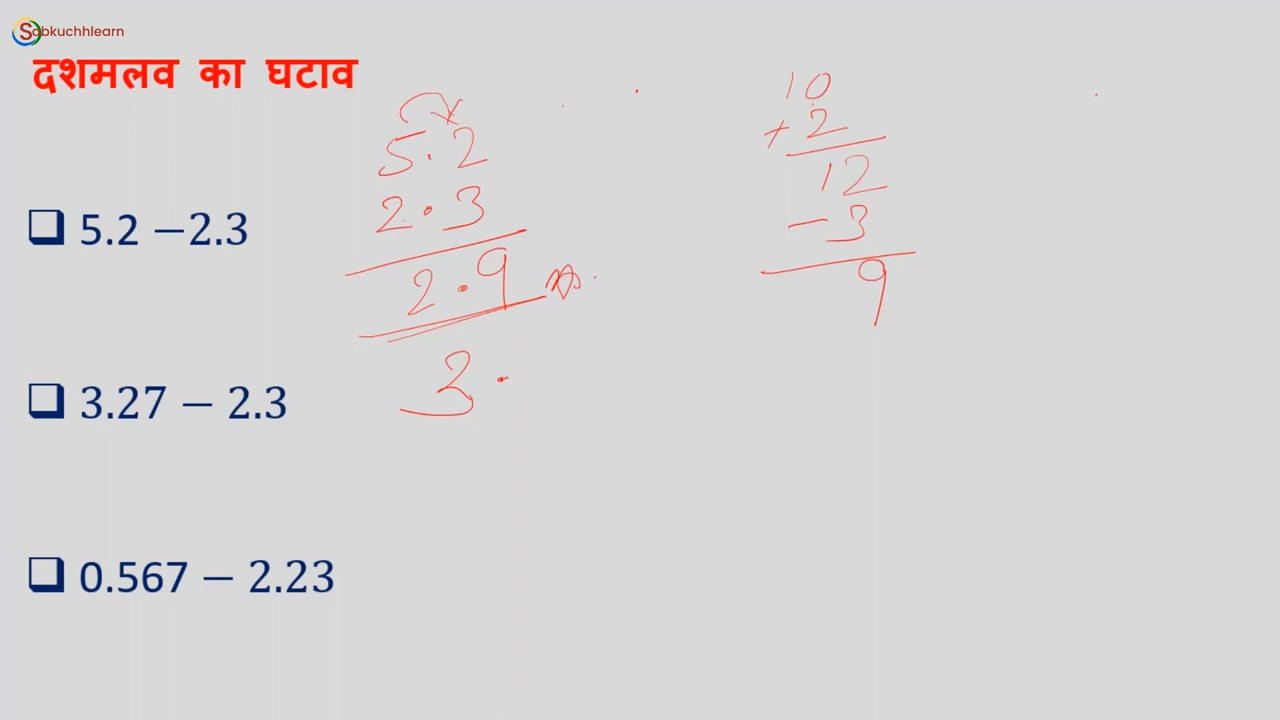 Sabkuchhlearn
दशमलव का घटाव
5.2
2.3
2.9
10
+ 2
12
- 3
9
❑ 5.2 −2.3
3.
❑ 3.27 − 2.3
❑ 0.567 − 2.23